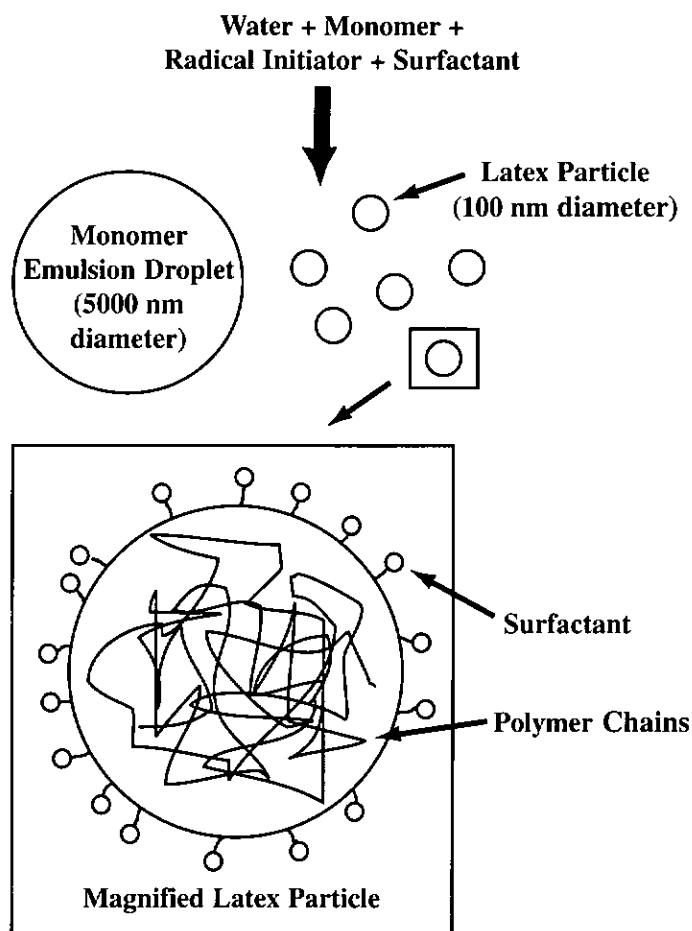 Water + Monomer +
Radical Initiator + Surfactant
Latex Particle
(100 nm diameter)
Monomer
Emulsion Droplet
(5000 nm
diameter)
Surfactant
Polymer Chains
Magnified Latex Particle